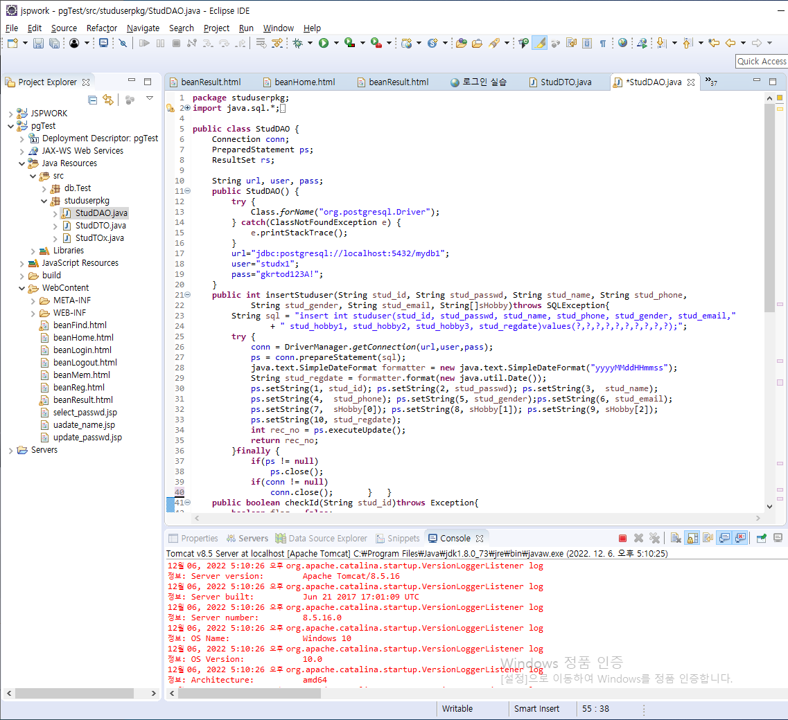 jspwork - pgTest/src/studuserpkg/StudDAO.java - Eclipse IDE
File Edit Source Refactor Navigate Search Project Run Window Help
Quick Access
Project Explorer
JSPWORK
pgTest
Deployment Descriptor: pgTest
JAX-WS Web Services
Java Resources
src
db.Test
studuserpkg
StudDAO.java
StudDTO.java
StudTOx.java
Libraries
JavaScript Resources
build
WebContent
META-INF
WEB-INF
beanFind.html
beanHome.html
beanLogin.html
beanLogout.html
beanMem.html
beanReg.html
beanResult.html
select_passwd.jsp
uadate_name.jsp
update_passwd.jsp
Servers
beanResult.html beanHome.html beanResult.html 로그인 실습 StudDTO.java *StudDAO.java »37
1 package studuserpkg;
2 import java.sql.*;
4
5 public class StudDAO {
6 Connection conn;
7 PreparedStatement ps;
8 ResultSet rs;
9
10 String url, user, pass;
11 public StudDAO() {
12 try {
13 Class.forName("org.postgresql.Driver");
14 } catch(ClassNotFoundException e) {
15 e.printStackTrace();
16 }
17 url="jdbc:postgresql://localhost:5432/mydb1";
18 user="studx1";
19 pass="gkrtod123A!";
20 }
21 public int insertStuduser(String stud_id, String stud_passwd, String stud_name, String stud_phone,
22 String stud_gender, String stud_email, String[]sHobby)throws SQLException{
23 String sql = "insert int studuser(stud_id, stud_passwd, stud_name, stud_phone, stud_gender, stud_email,"
24 + " stud_hobby1, stud_hobby2, stud_hobby3, stud_regdate)values(?,?,?,?,?,?,?,?,?,?);";
25 try {
26 conn = DriverManager.getConnection(url,user,pass);
27 ps = conn.prepareStatement(sql);
28 java.text.SimpleDateFormat formatter = new java.text.SimpleDateFormat("yyyyMMddHHmmss");
29 String stud_regdate = formatter.format(new java.util.Date());
30 ps.setString(1, stud_id); ps.setString(2, stud_passwd); ps.setString(3, stud_name);
31 ps.setString(4, stud_phone); ps.setString(5, stud_gender);ps.setString(6, stud_email);
32 ps.setString(7, sHobby[0]); ps.setString(8, sHobby[1]); ps.setString(9, sHobby[2]);
33 ps.setString(10, stud_regdate);
34 int rec_no = ps.executeUpdate();
35 return rec_no;
36 }finally {
37 if(ps != null)
38 ps.close();
39 if(conn != null)
40 conn.close(); } }
41 public boolean checkId(String stud_id)throws Exception{
Properties Servers Data Source Explorer Snippets Console
Tomcat v8.5 Server at localhost [Apache Tomcat] C:\Program Files\Java\jdk1.8.0_73\jre\bin\javaw.exe (2022. 12. 6. 오후 5:10:25)
12월 06, 2022 5:10:26 오후 org.apache.catalina.startup.VersionLoggerListener log
정보: Server version: Apache Tomcat/8.5.16
12월 06, 2022 5:10:26 오후 org.apache.catalina.startup.VersionLoggerListener log
정보: Server built: Jun 21 2017 17:01:09 UTC
12월 06, 2022 5:10:26 오후 org.apache.catalina.startup.VersionLoggerListener log
정보: Server number: 8.5.16.0
12월 06, 2022 5:10:26 오후 org.apache.catalina.startup.VersionLoggerListener log
정보: OS Name: Windows 10
12월 06, 2022 5:10:26 오후 org.apache.catalina.startup.VersionLoggerListener log
정보: OS Version: 10.0
12월 06, 2022 5:10:26 오후 org.apache.catalina.startup.VersionLoggerListener log
정보: Architecture: amd64
Windows 정품 인증
[설정]으로 이동하여 Windows를 정품 인증합니다.
Writable Smart Insert 55 : 38